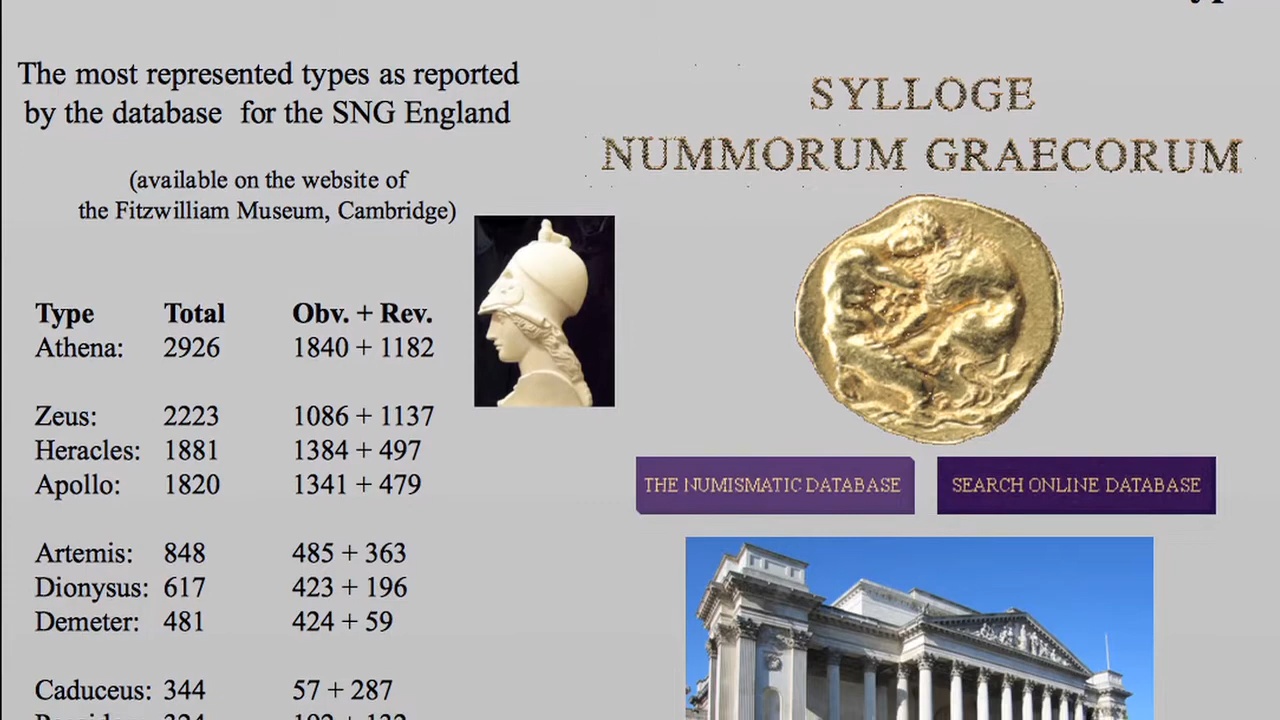 The most represented types as reported
by the database for the SNG England
(available on the website of
the Fitzwilliam Museum, Cambridge)
Type Total Obv. + Rev.
Athena: 2926 1840 + 1182
Zeus: 2223 1086 + 1137
Heracles: 1881 1384 + 497
Apollo: 1820 1341 + 479
Artemis: 848 485 + 363
Dionysus: 617 423 + 196
Demeter: 481 424 + 59
Caduceus: 344 57 + 287
SYLLOGE
NUMMORUM GRAECORUM
THE NUMISMATIC DATABASE
SEARCH ONLINE DATABASE